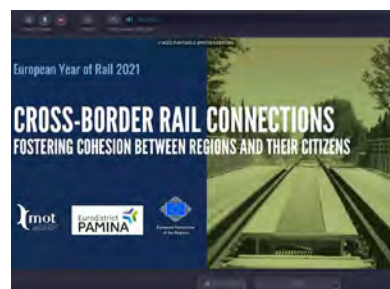 European Year of Rail 2021
CROSS-BORDER RAIL CONNECTIONS
FOSTERING COHESION BETWEEN REGIONS AND THEIR CITIZENS
mot
Eurodistrict
PAMINA
European Committee
of the Regions